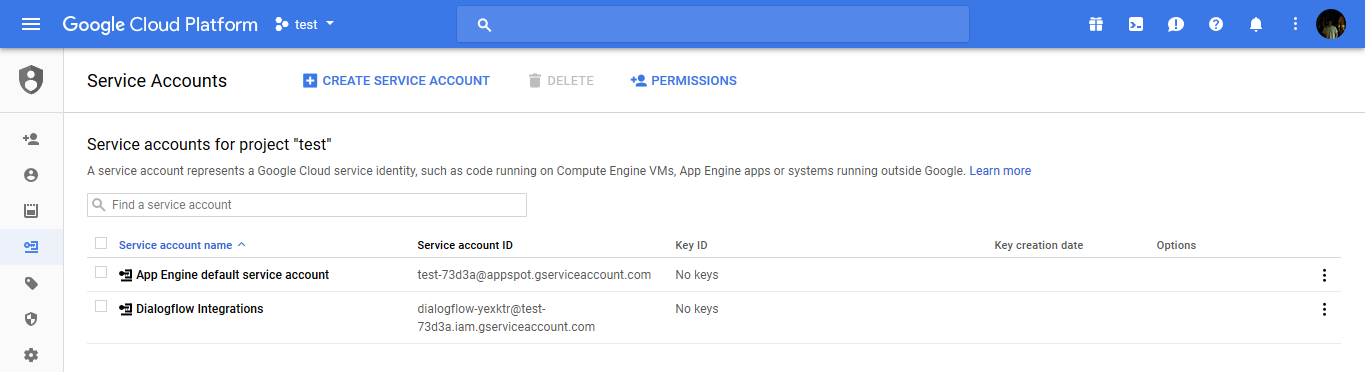 Google Cloud Platform test
Service Accounts CREATE SERVICE ACCOUNT DELETE PERMISSIONS
Service accounts for project "test"
A service account represents a Google Cloud service identity, such as code running on Compute Engine VMs, App Engine apps or systems running outside Google. Learn more
Find a service account
Service account name Service account ID Key ID Key creation date Options
App Engine default service account test-73d3a@appspot.gserviceaccount.com No keys
Dialogflow Integrations dialogflow-yexktr@test- No keys
73d3a.iam.gserviceaccount.com